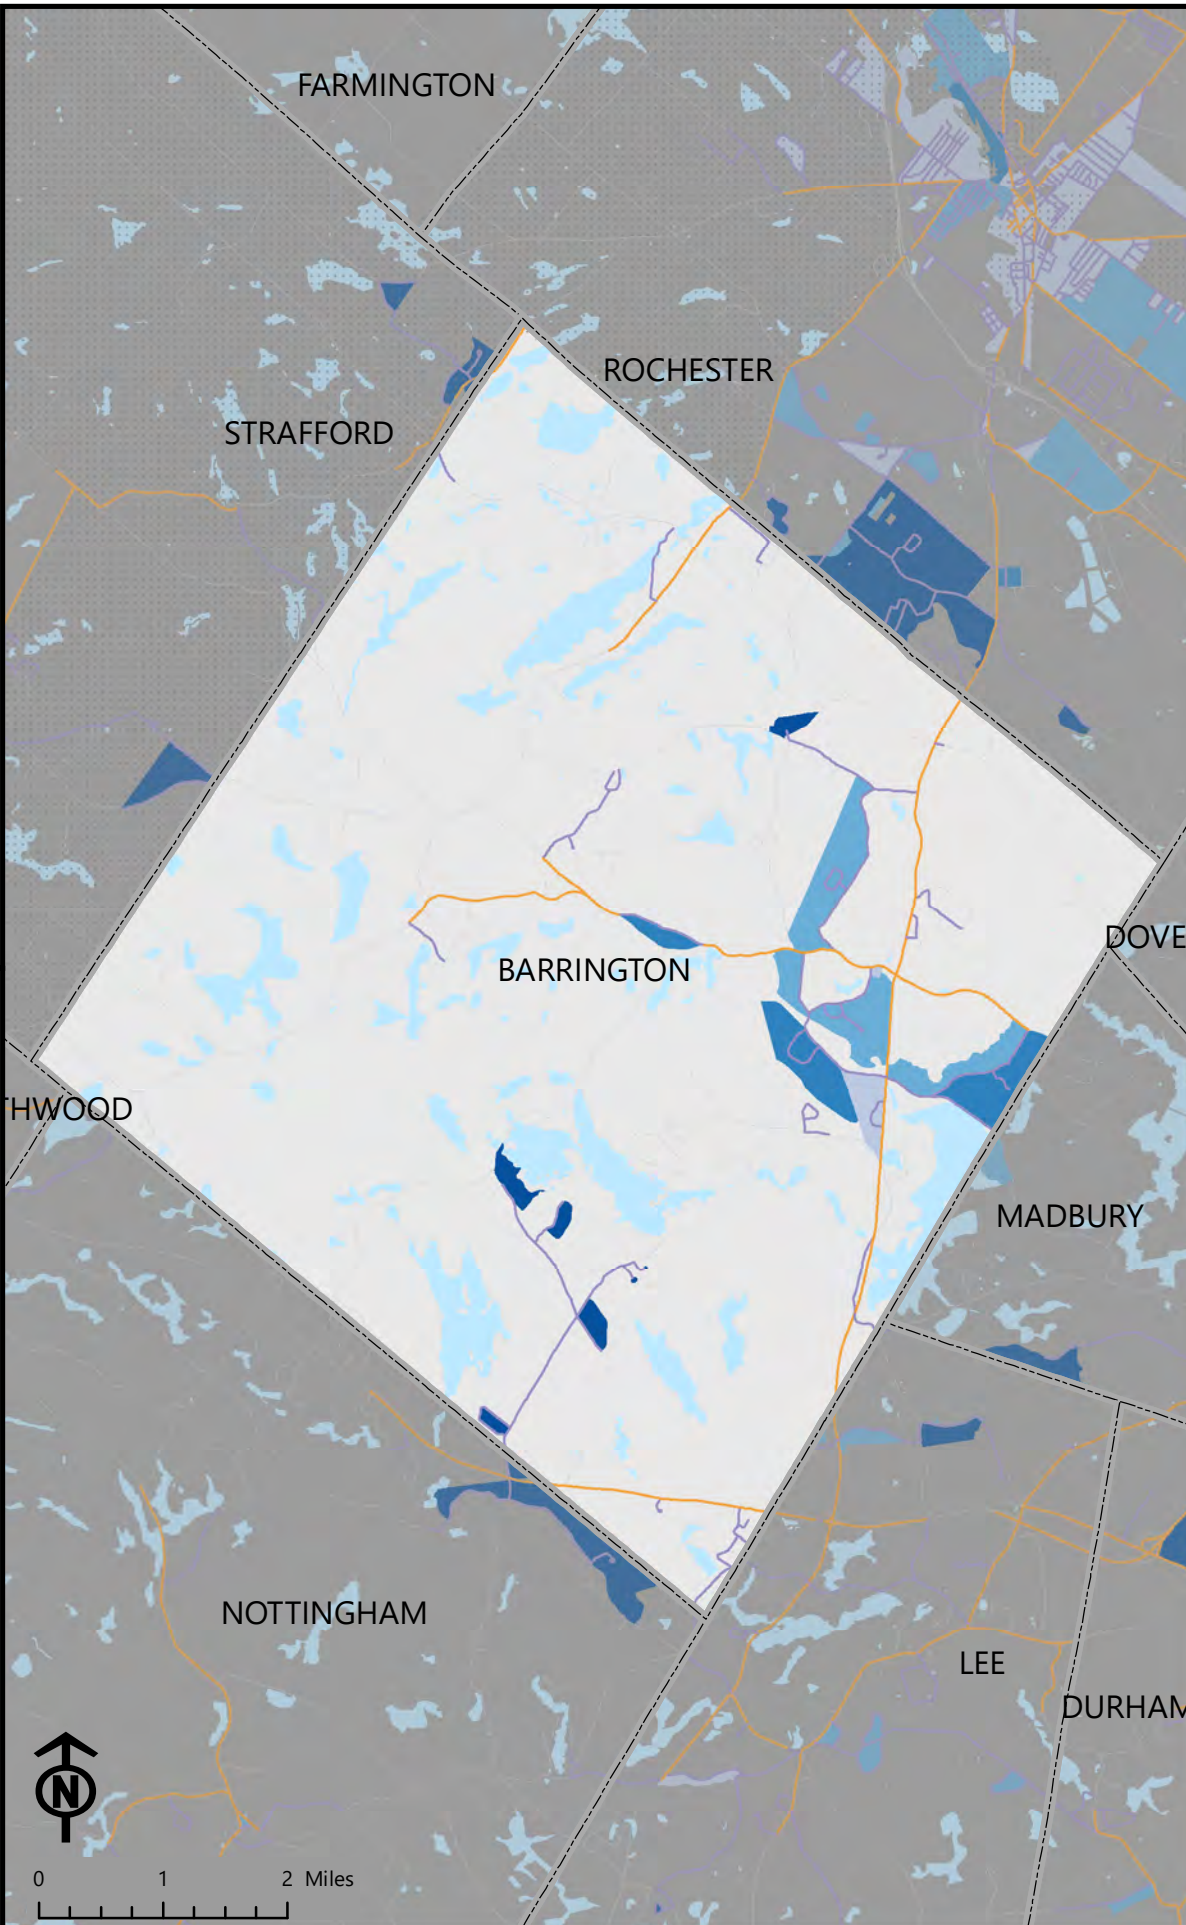 FARMINGTON
ROCHESTER
STRAFFORD
DOVE
BARRINGTON
THWOOD
MADBURY
NOTTINGHAM
LEE
DURHAM
N
0 1 2 Miles